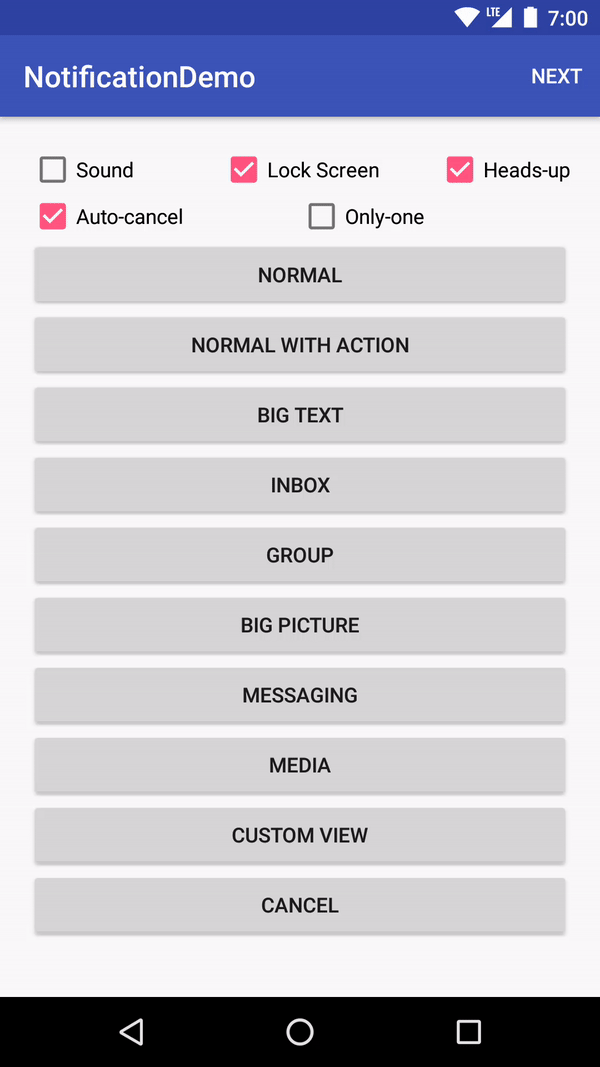 LTE 7:00
NotificationDemo NEXT
Sound Lock Screen Heads-up
Auto-cancel Only-one
NORMAL
NORMAL WITH ACTION
BIG TEXT
INBOX
GROUP
BIG PICTURE
MESSAGING
MEDIA
CUSTOM VIEW
CANCEL